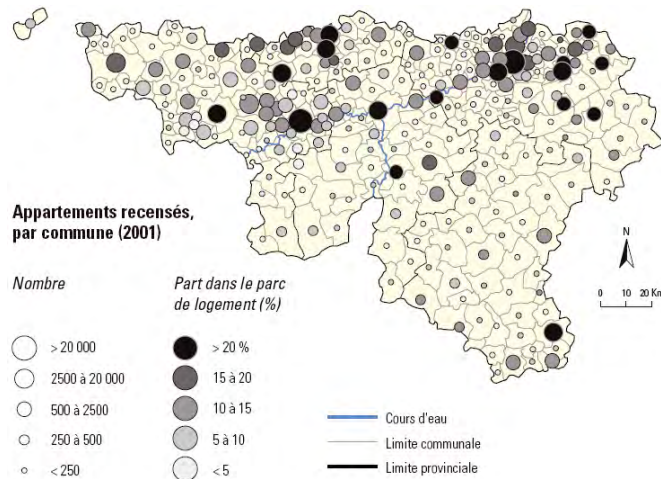 Appartements recensés,
par commune (2001)
Nombre
> 20 000
2500 à 20 000
500 à 2500
250 à 500
< 250
Part dans le parc
de logement (%)
> 20 %
15 à 20
10 à 15
5 à 10
< 5
Cours d'eau
Limite communale
Limite provinciale
N
0 10 20 Km